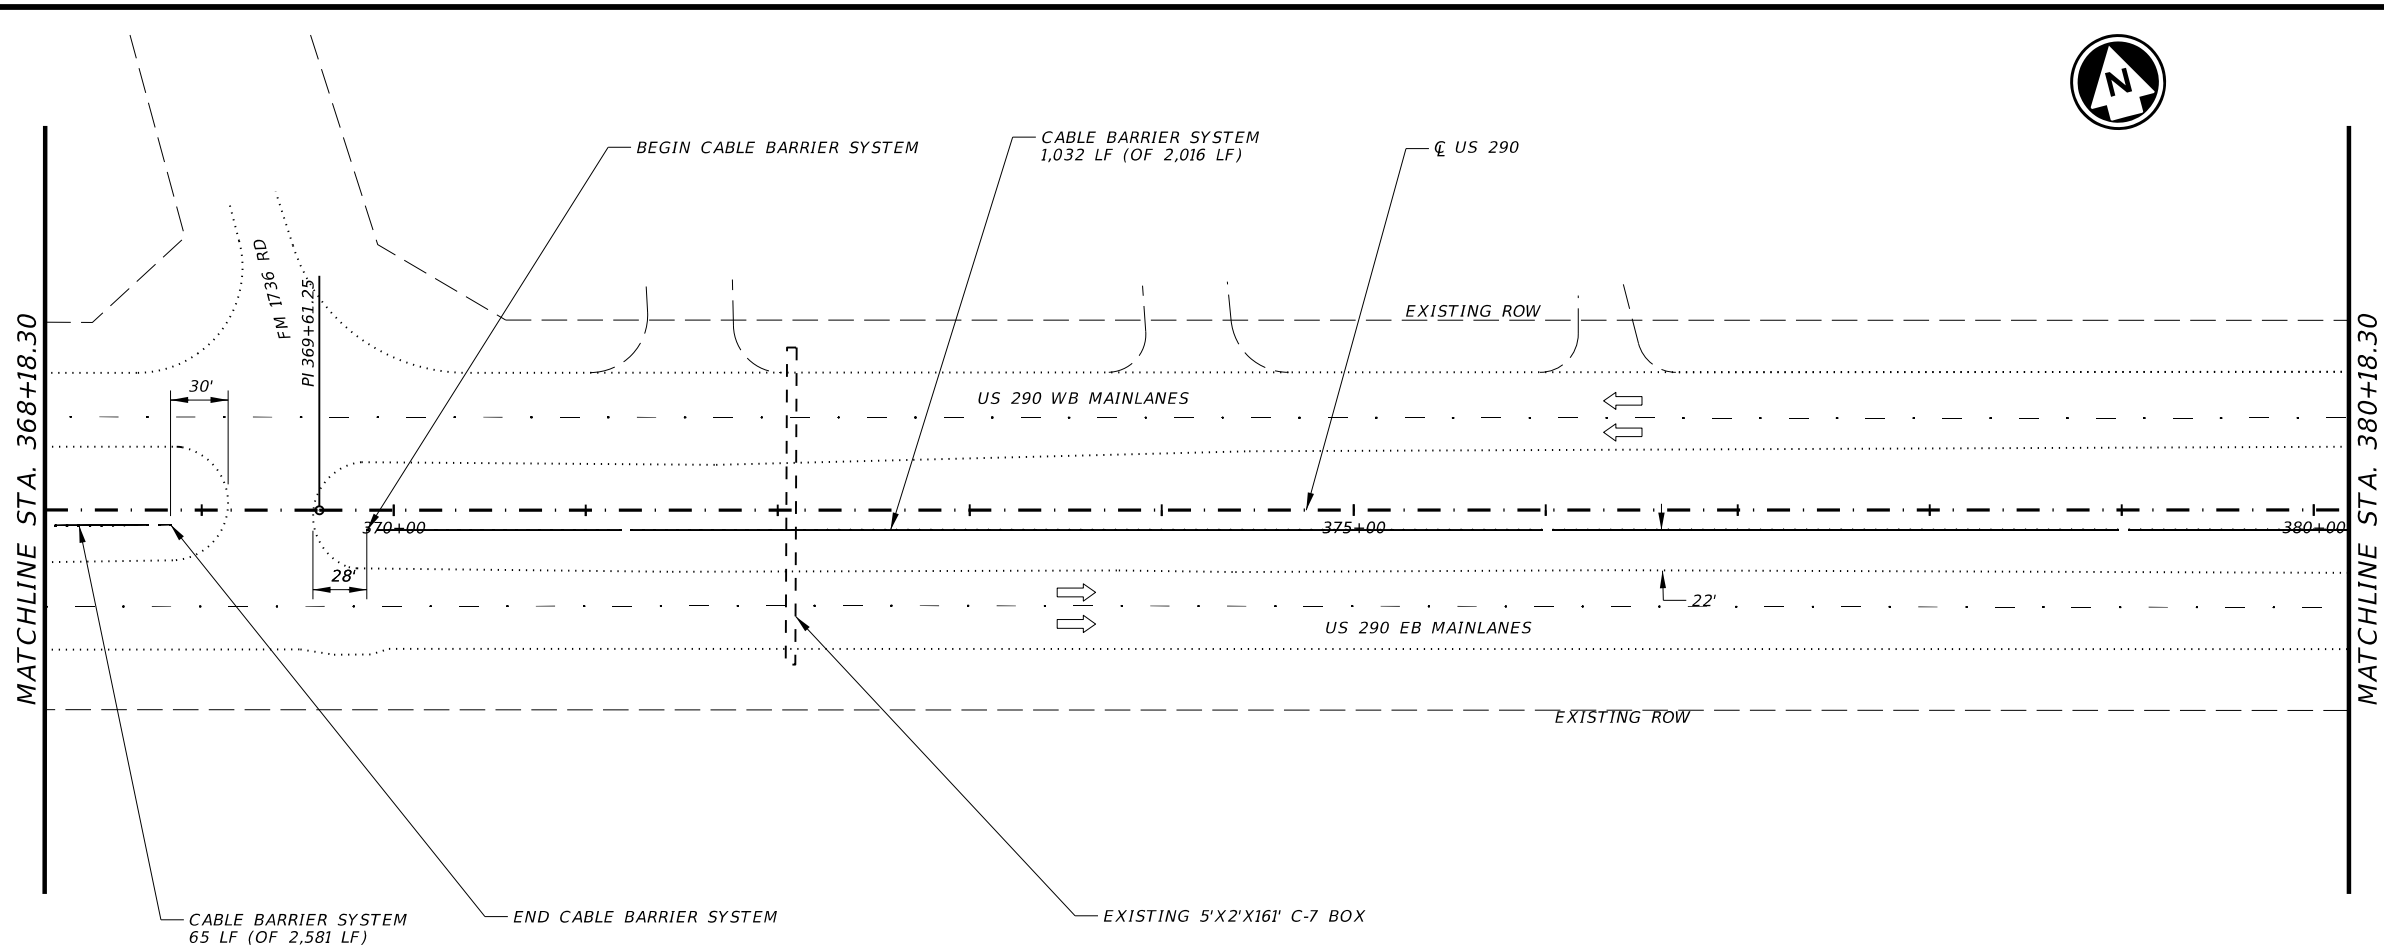 N
BEGIN CABLE BARRIER SYSTEM
CABLE BARRIER SYSTEM
1,032 LF (OF 2,016 LF)
℄ US 290
FM 1736 RD
PI 369+61.25
EXISTING ROW
MATCHLINE STA. 368+18.30
MATCHLINE STA. 380+18.30
30'
US 290 WB MAINLANES
370+00
375+00
380+00
28'
22'
US 290 EB MAINLANES
EXISTING ROW
CABLE BARRIER SYSTEM
65 LF (OF 2,581 LF)
END CABLE BARRIER SYSTEM
EXISTING 5'X2'X161' C-7 BOX